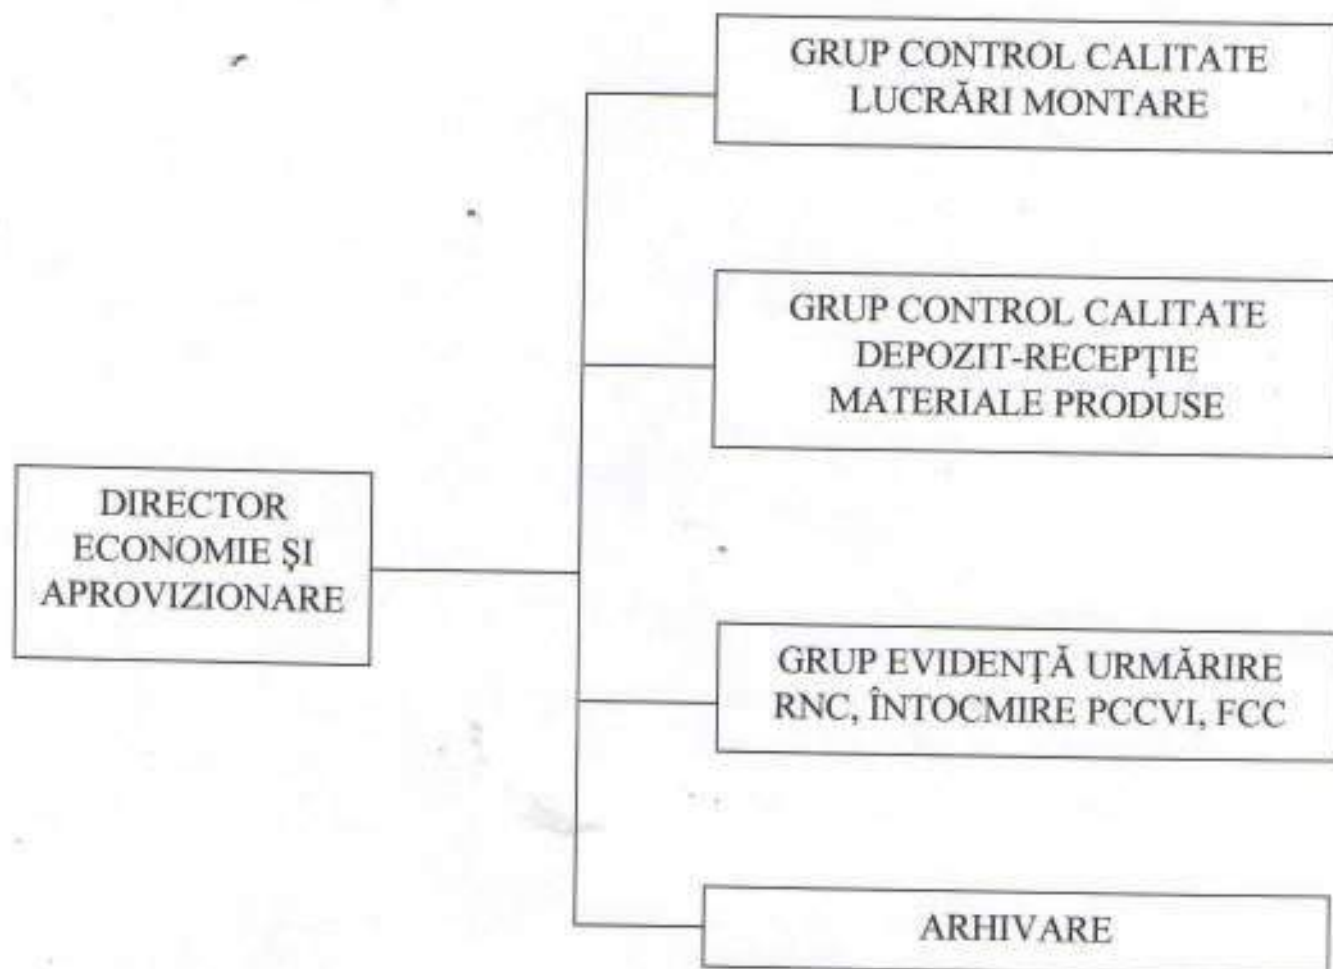 GRUP CONTROL CALITATE
LUCRĂRI MONTARE
GRUP CONTROL CALITATE
DEPOZIT-RECEPŢIE
MATERIALE PRODUSE
DIRECTOR
ECONOMIE ŞI
APROVIZIONARE
GRUP EVIDENŢĂ URMĂRIRE
RNC, ÎNTOCMIRE PCCVI, FCC
ARHIVARE